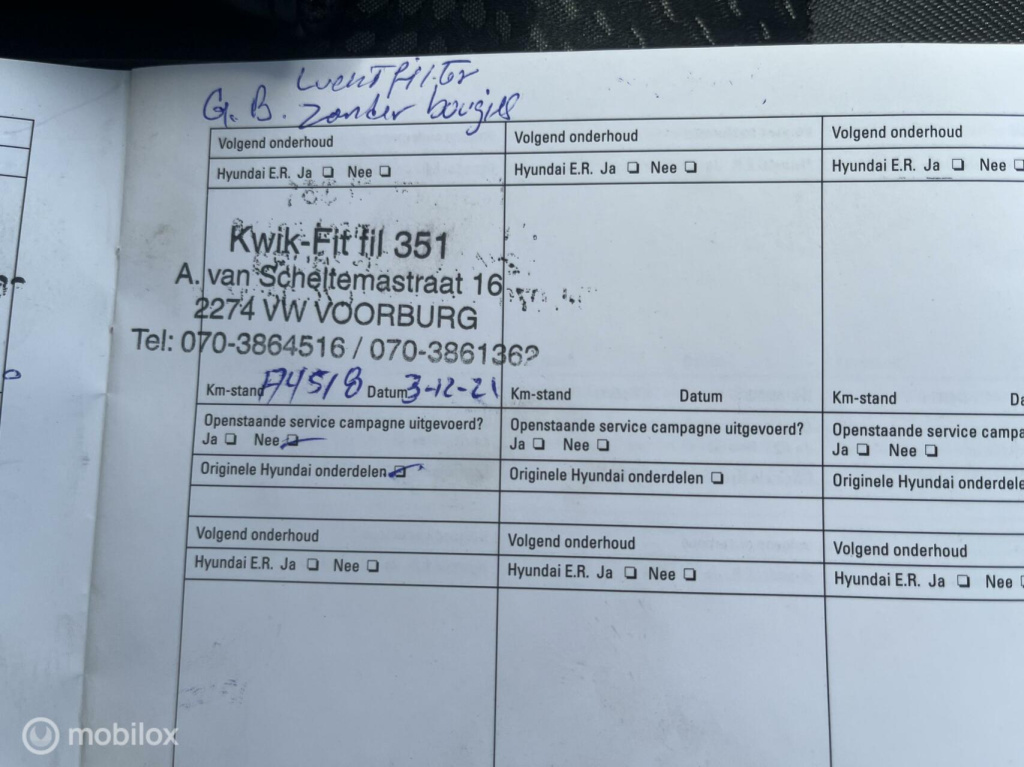 Luchtfilter
G.B. zonder bougies
Volgend onderhoud
Hyundai E.R. Ja Nee
Kwik-Fit fil 351
A. van Scheltemastraat 16
2274 VW VOORBURG
Tel: 070-3864516 / 070-3861362
Km-stand 74518 Datum 3-12-21
Openstaande service campagne uitgevoerd?
Ja Nee
Originele Hyundai onderdelen
Volgend onderhoud
Hyundai E.R. Ja Nee
Volgend onderhoud
Hyundai E.R. Ja Nee
Km-stand Datum
Openstaande service campagne uitgevoerd?
Ja Nee
Originele Hyundai onderdelen
Volgend onderhoud
Hyundai E.R. Ja Nee
Volgend onderhoud
Hyundai E.R. Ja Nee
Km-stand Da
Openstaande service campa
Ja Nee
Originele Hyundai onderdele
Volgend onderhoud
Hyundai E.R. Ja Nee
mobilox